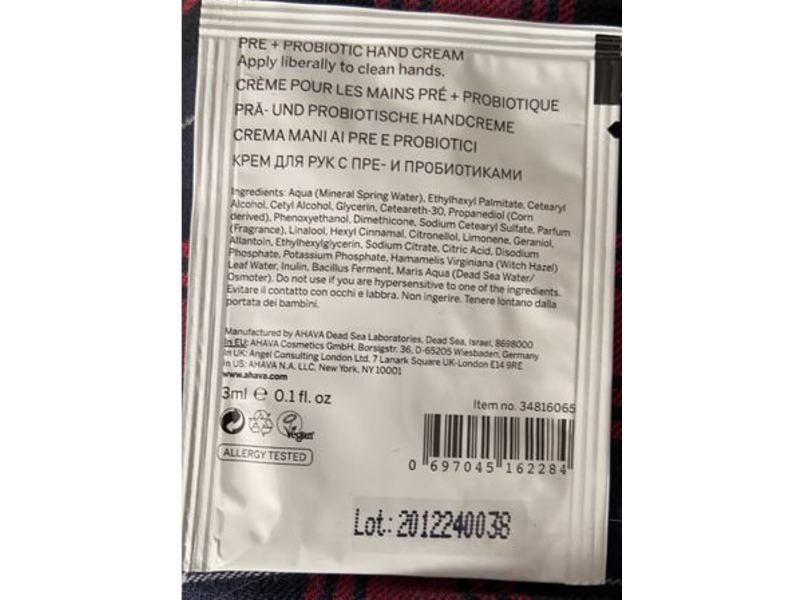 PRE + PROBIOTIC HAND CREAM
Apply liberally to clean hands.
CRÈME POUR LES MAINS PRÉ + PROBIOTIQUE
PRÄ- UND PROBIOTISCHE HANDCREME
CREMA MANI AI PRE E PROBIOTICI
КРЕМ ДЛЯ РУК С ПРЕ- И ПРОБИОТИКАМИ
Ingredients: Aqua (Mineral Spring Water), Ethylhexyl Palmitate, Cetearyl
Alcohol, Cetyl Alcohol, Glycerin, Ceteareth-30, Propanediol (Corn
derived), Phenoxyethanol, Dimethicone, Sodium Cetearyl Sulfate, Parfum
(Fragrance), Linalool, Hexyl Cinnamal, Citronellol, Limonene, Geraniol,
Allantoin, Ethylhexylglycerin, Sodium Citrate, Citric Acid, Disodium
Phosphate, Potassium Phosphate, Hamamelis Virginiana (Witch Hazel)
Leaf Water, Inulin, Bacillus Ferment, Maris Aqua (Dead Sea Water/
Osmoter). Do not use if you are hypersensitive to one of the ingredients.
Evitare il contatto con occhi e labbra. Non ingerire. Tenere lontano dalla
portata dei bambini.
Manufactured by AHAVA Dead Sea Laboratories, Dead Sea, Israel, 8698000
In EU: AHAVA Cosmetics GmbH, Borsigstr. 36, D-65205 Wiesbaden, Germany
In UK: Angel Consulting London Ltd. 7 Lanark Square UK-London E14 9RE
In US: AHAVA N.A. LLC, New York, NY 10001
www.ahava.com
3ml e 0.1 fl. oz
Item no. 34816065
Vegan
ALLERGY TESTED
0 697045 162284
Lot: 2012240038